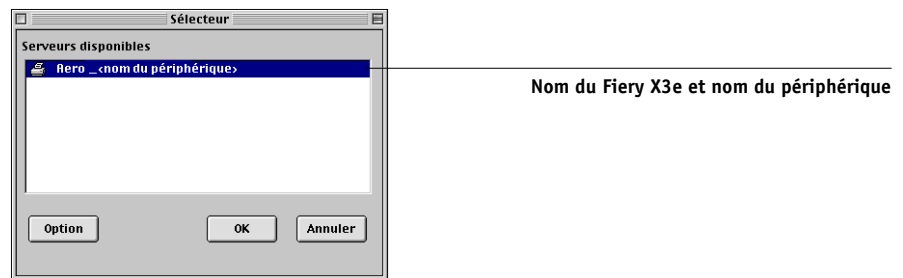 Sélecteur
Serveurs disponibles
Aero _<nom du périphérique>
Nom du Fiery X3e et nom du périphérique
Option
OK
Annuler